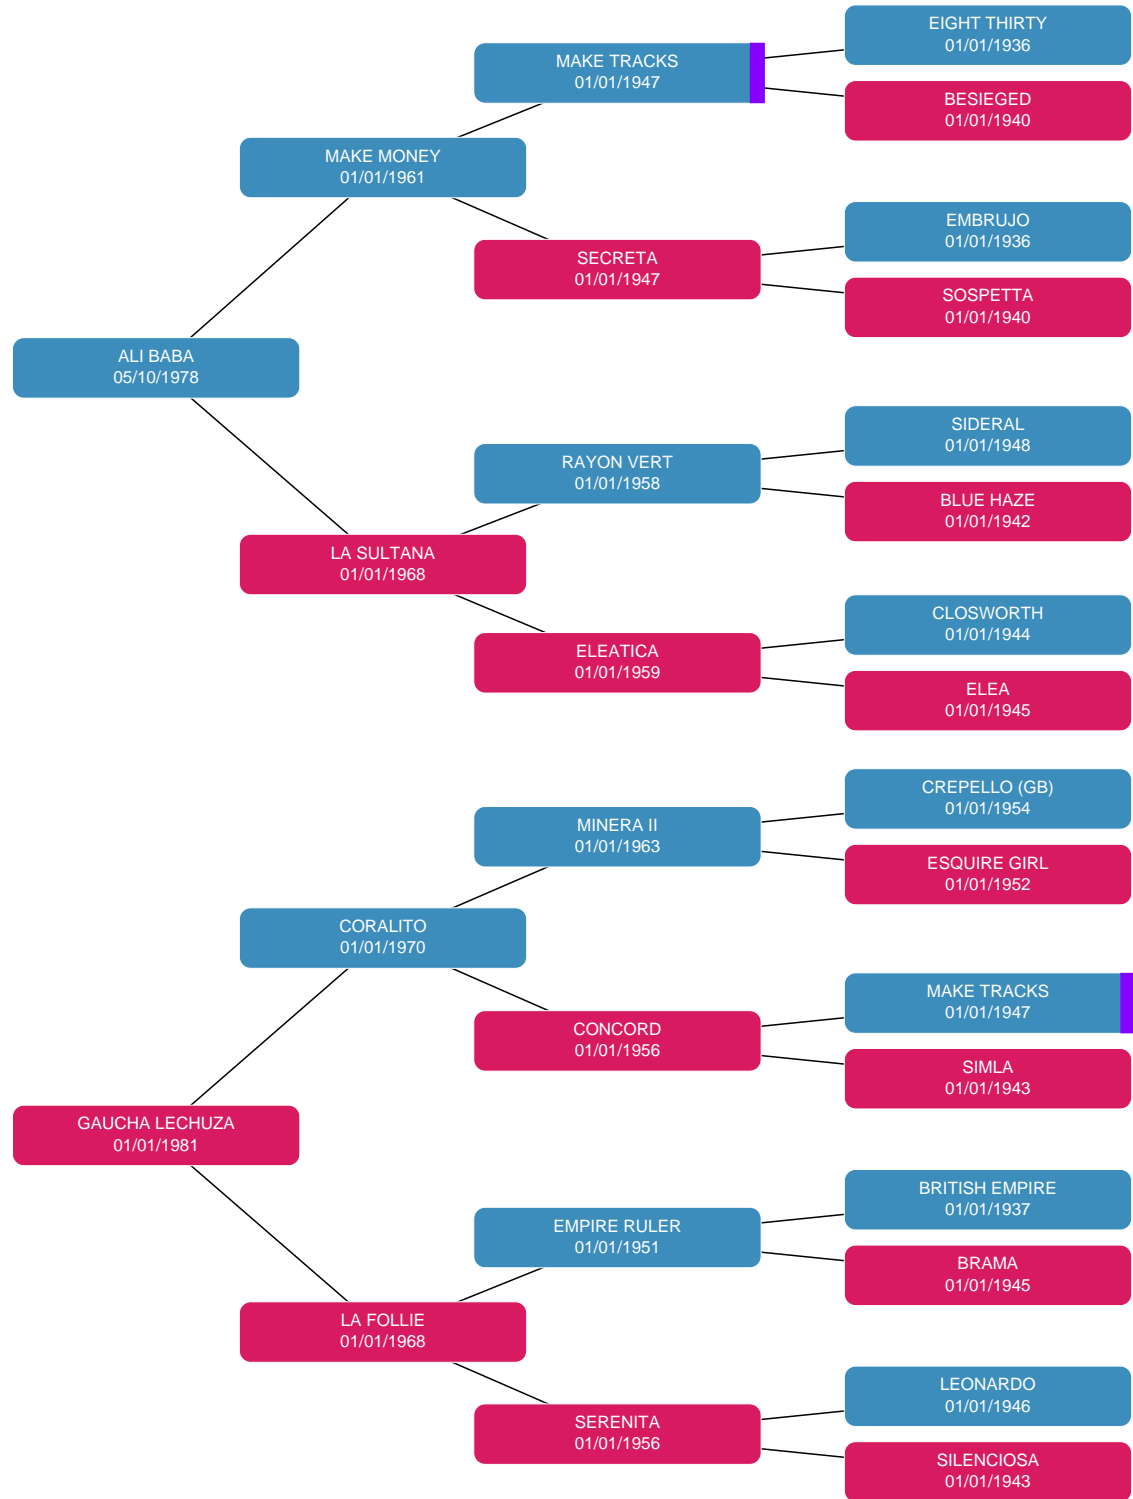 EIGHT THIRTY
01/01/1936
MAKE TRACKS
01/01/1947
BESIEGED
01/01/1940
MAKE MONEY
01/01/1961
EMBRUJO
01/01/1936
SECRETA
01/01/1947
SOSPETTA
01/01/1940
ALI BABA
05/10/1978
SIDERAL
01/01/1948
RAYON VERT
01/01/1958
BLUE HAZE
01/01/1942
LA SULTANA
01/01/1968
CLOSWORTH
01/01/1944
ELEATICA
01/01/1959
ELEA
01/01/1945
CREPELLO (GB)
01/01/1954
MINERA II
01/01/1963
ESQUIRE GIRL
01/01/1952
CORALITO
01/01/1970
MAKE TRACKS
01/01/1947
CONCORD
01/01/1956
SIMLA
01/01/1943
GAUCHA LECHUZA
01/01/1981
BRITISH EMPIRE
01/01/1937
EMPIRE RULER
01/01/1951
BRAMA
01/01/1945
LA FOLLIE
01/01/1968
LEONARDO
01/01/1946
SERENITA
01/01/1956
SILENCIOSA
01/01/1943